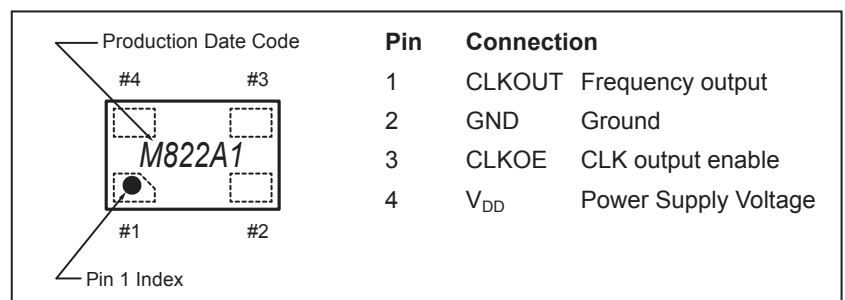 Production Date Code
#4 #3
M822A1
#1 #2
Pin 1 Index
Pin Connection
1 CLKOUT Frequency output
2 GND Ground
3 CLKOE CLK output enable
4 VDD Power Supply Voltage